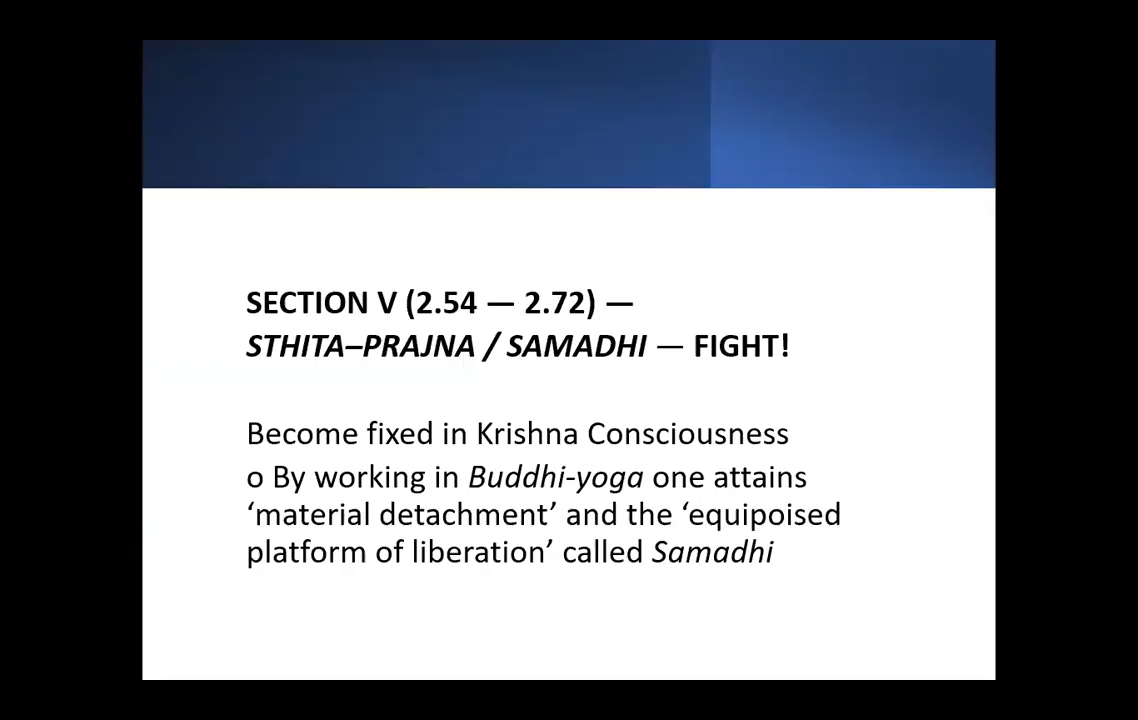 SECTION V (2.54 — 2.72) —
STHITA–PRAJNA / SAMADHI — FIGHT!
Become fixed in Krishna Consciousness
o By working in Buddhi-yoga one attains
‘material detachment’ and the ‘equipoised
platform of liberation’ called Samadhi